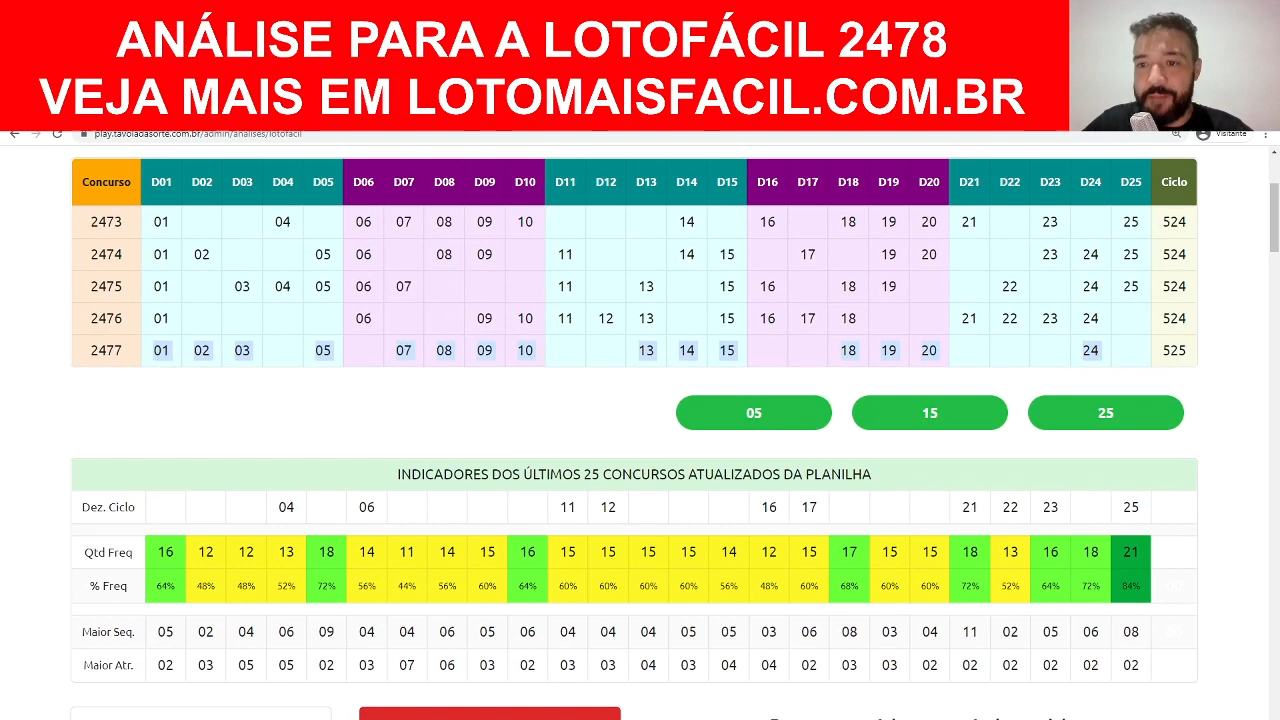 ANÁLISE PARA A LOTOFÁCIL 2478
VEJA MAIS EM LOTOMAISFACIL.COM.BR
play.tavoladasorte.com.br/admin/analises/lotofacil
Visitante
Concurso D01 D02 D03 D04 D05 D06 D07 D08 D09 D10 D11 D12 D13 D14 D15 D16 D17 D18 D19 D20 D21 D22 D23 D24 D25 Ciclo
2473 01 04 06 07 08 09 10 14 16 18 19 20 21 23 25 524
2474 01 02 05 06 08 09 11 14 15 17 19 20 23 24 25 524
2475 01 03 04 05 06 07 11 13 15 16 18 19 22 24 25 524
2476 01 06 09 10 11 12 13 15 16 17 18 21 22 23 24 524
2477 01 02 03 05 07 08 09 10 13 14 15 18 19 20 24 525
05 15 25
INDICADORES DOS ÚLTIMOS 25 CONCURSOS ATUALIZADOS DA PLANILHA
Dez. Ciclo 04 06 11 12 16 17 21 22 23 25
Qtd Freq 16 12 12 13 18 14 11 14 15 16 15 15 15 15 14 12 15 17 15 15 18 13 16 18 21
% Freq 64% 48% 48% 52% 72% 56% 44% 56% 60% 64% 60% 60% 60% 60% 56% 48% 60% 68% 60% 60% 72% 52% 64% 72% 84%
Maior Seq. 05 02 04 06 09 04 04 06 05 06 04 04 04 05 05 03 06 08 03 04 11 02 05 06 08
Maior Atr. 02 03 05 05 02 03 07 06 03 02 03 03 04 03 04 04 02 03 03 02 02 02 02 02 02